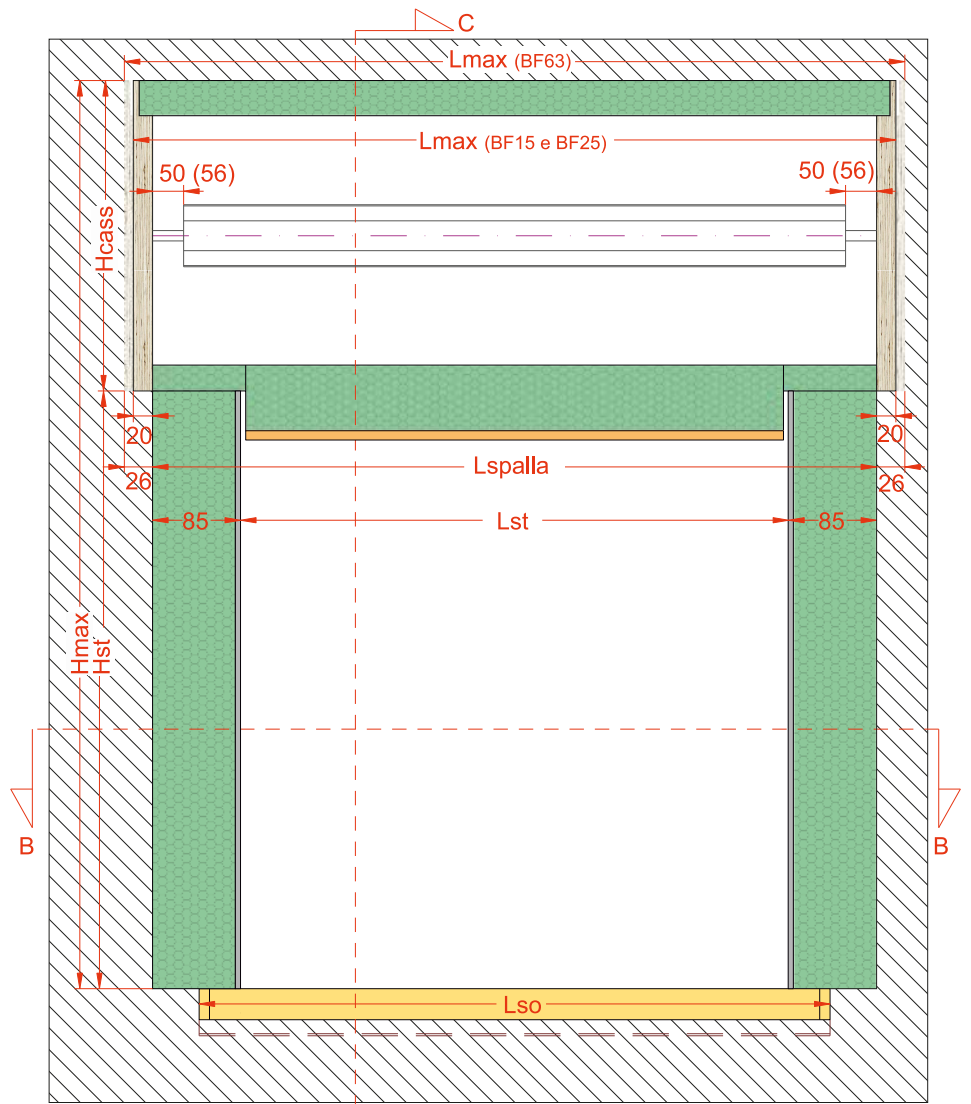 C
Lmax (BF63)
Lmax (BF15 e BF25)
50 (56)
50 (56)
Hcass
20
20
Lspalla
26
26
85
Lst
85
Hmax
Hst
B
B
Lso